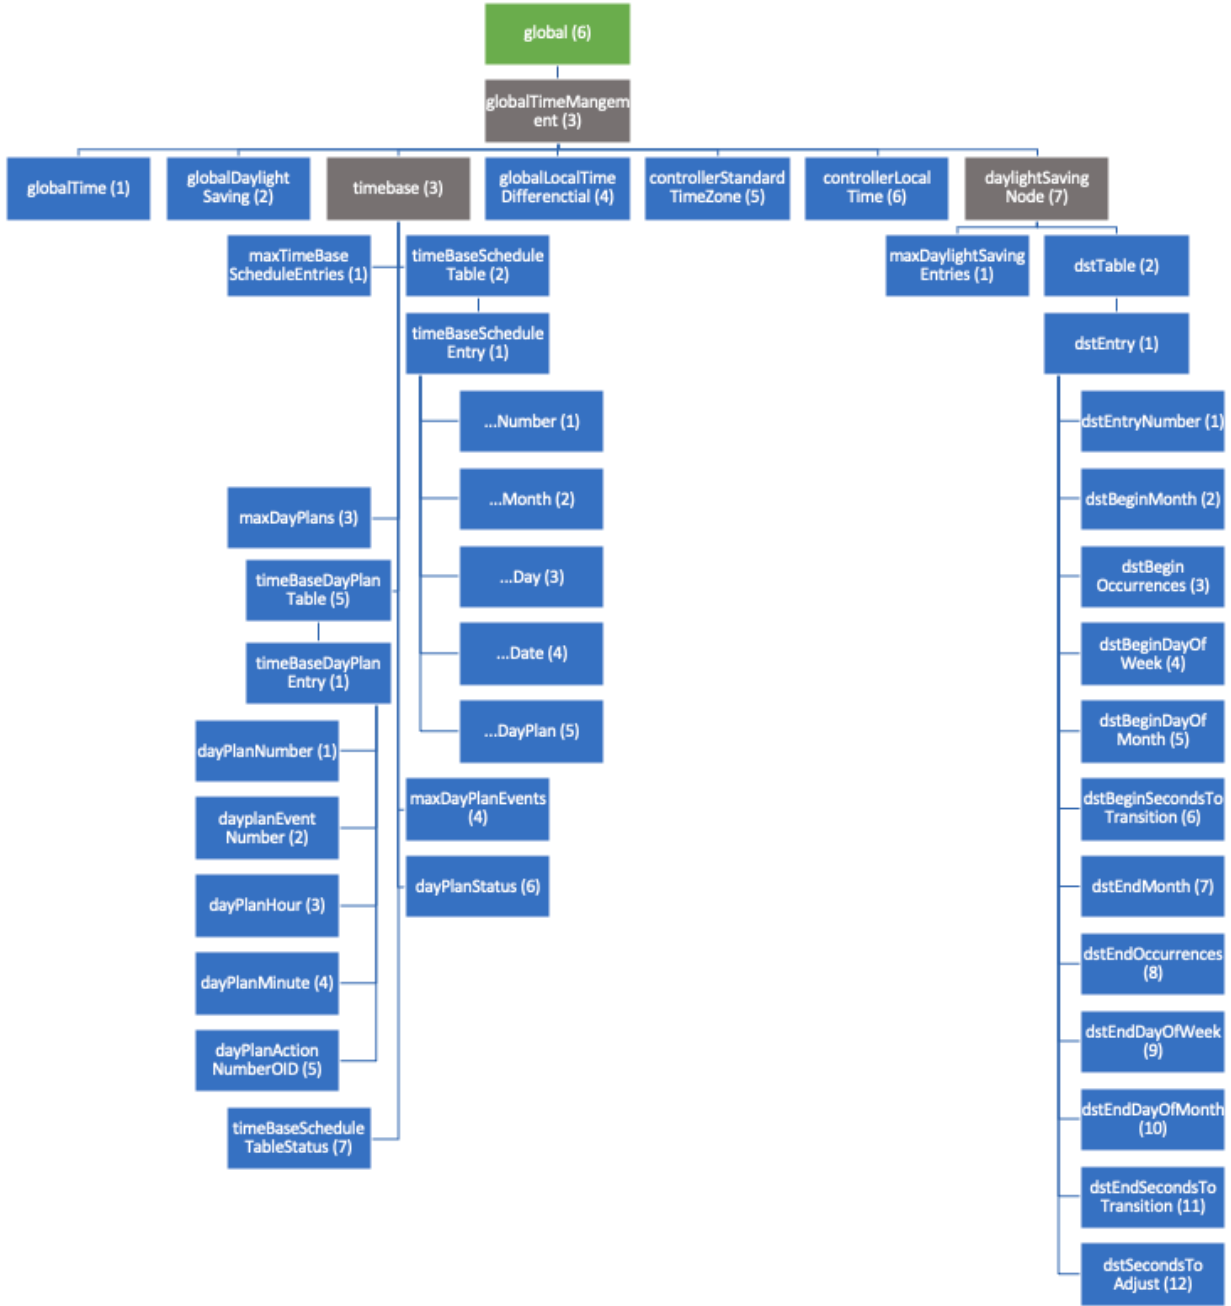 global (6)
globalTimeMangem
ent (3)
globalTime (1)
globalDaylight
Saving (2)
timebase (3)
globalLocalTime
Differenctial (4)
controllerStandard
TimeZone (5)
controllerLocal
Time (6)
daylightSaving
Node (7)
maxTimeBase
ScheduleEntries (1)
timeBaseSchedule
Table (2)
maxDaylightSaving
Entries (1)
dstTable (2)
timeBaseSchedule
Entry (1)
dstEntry (1)
...Number (1)
dstEntryNumber (1)
...Month (2)
dstBeginMonth (2)
maxDayPlans (3)
...Day (3)
dstBegin
Occurrences (3)
timeBaseDayPlan
Table (5)
timeBaseDayPlan
Entry (1)
...Date (4)
dstBeginDayOf
Week (4)
dayPlanNumber (1)
...DayPlan (5)
dstBeginDayOf
Month (5)
dayplanEvent
Number (2)
maxDayPlanEvents
(4)
dstBeginSecondsTo
Transition (6)
dayPlanHour (3)
dayPlanStatus (6)
dstEndMonth (7)
dayPlanMinute (4)
dstEndOccurrences
(8)
dayPlanAction
NumberOID (5)
dstEndDayOfWeek
(9)
timeBaseSchedule
TableStatus (7)
dstEndDayOfMonth
(10)
dstEndSecondsTo
Transition (11)
dstSecondsTo
Adjust (12)